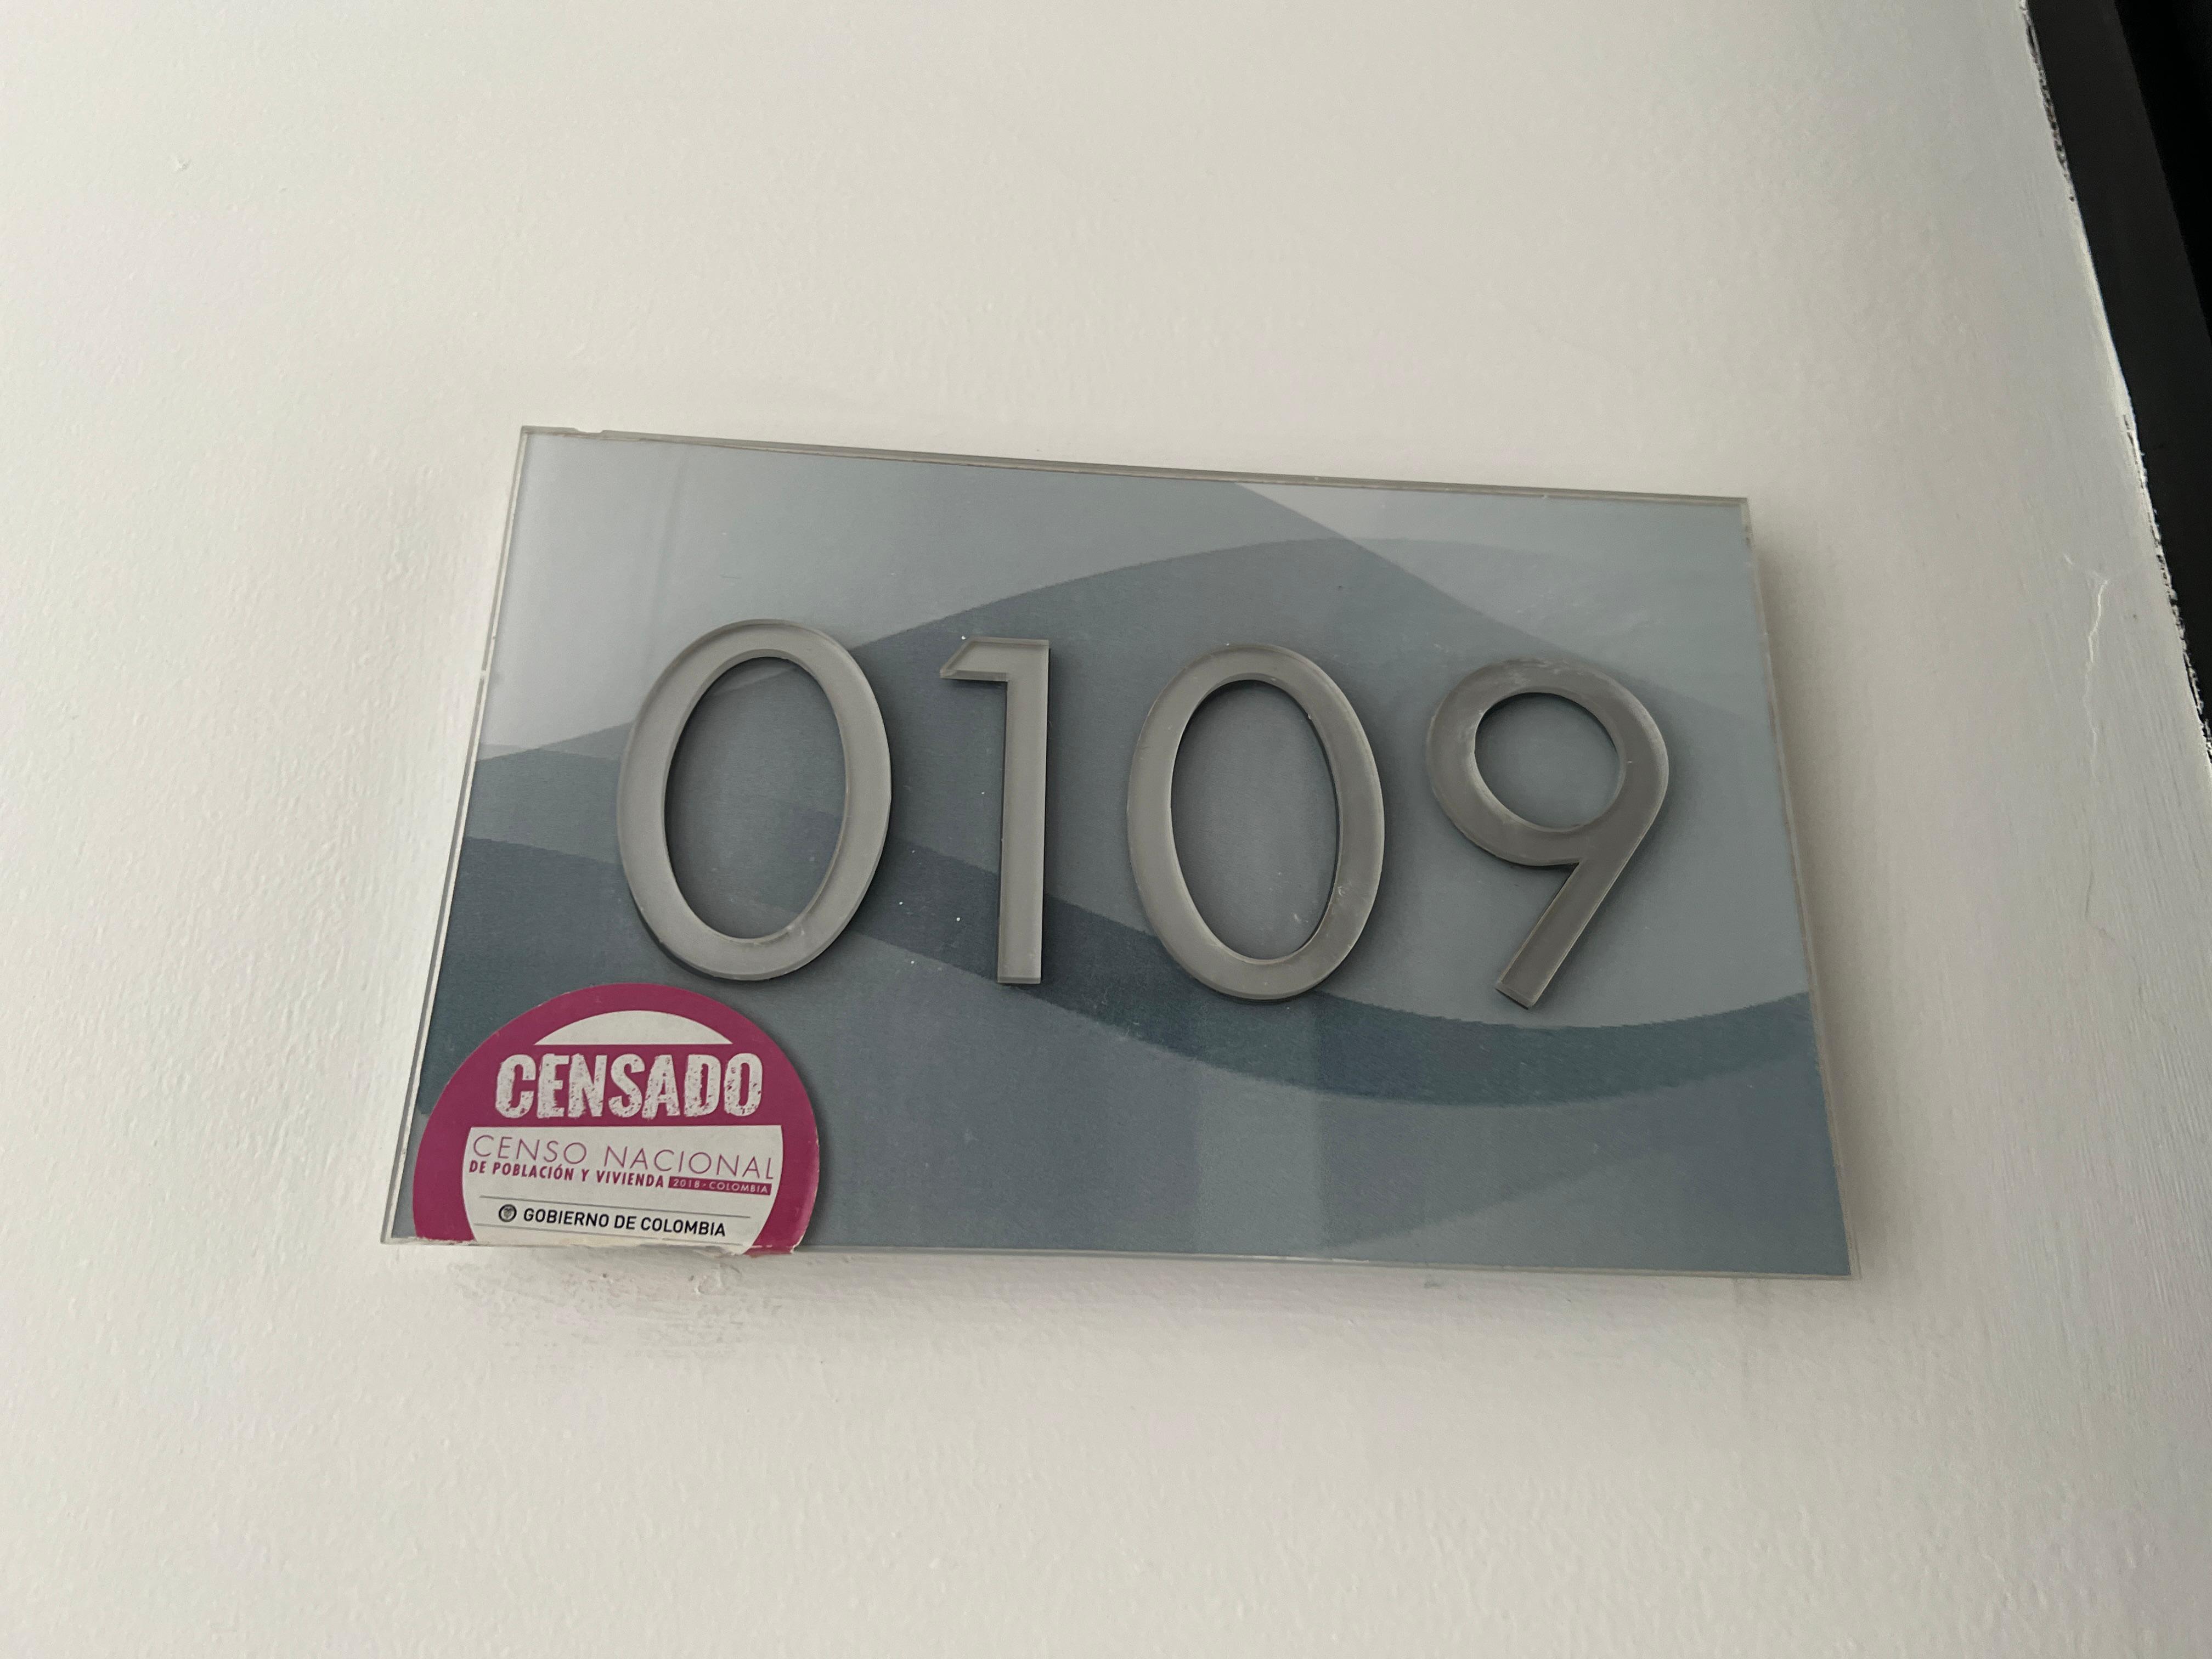 0109
CENSADO
CENSO NACIONAL
DE POBLACIÓN Y VIVIENDA 2018 - COLOMBIA
GOBIERNO DE COLOMBIA